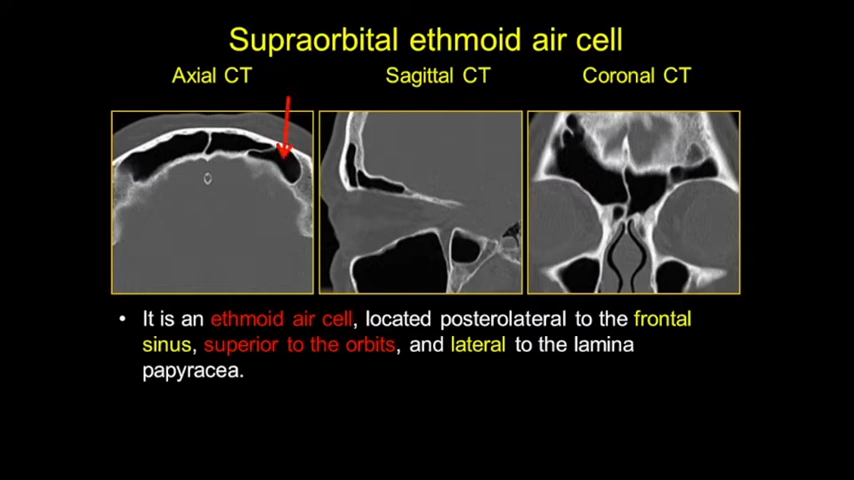 Supraorbital ethmoid air cell
Axial CT Sagittal CT Coronal CT
• It is an ethmoid air cell, located posterolateral to the frontal
sinus, superior to the orbits, and lateral to the lamina
papyracea.